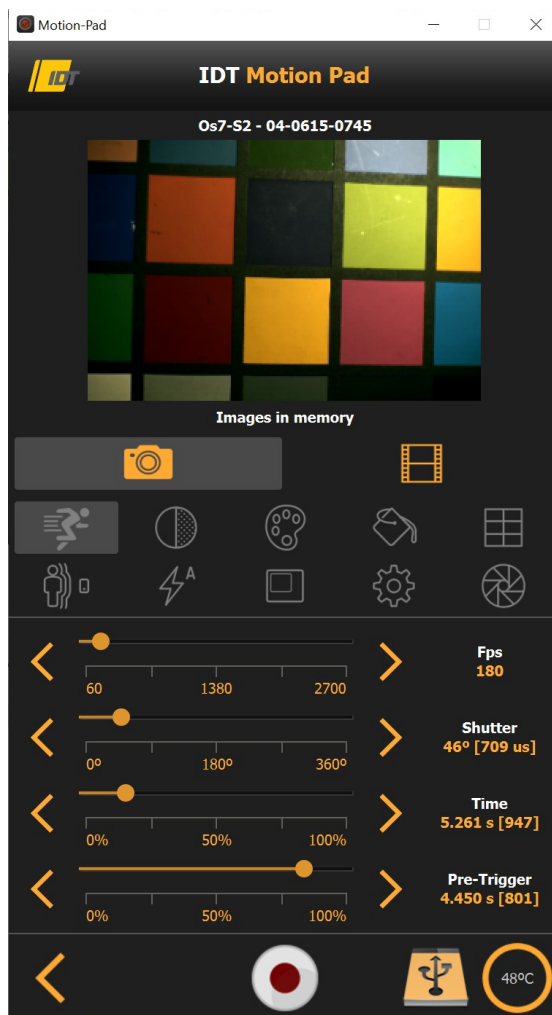 Motion-Pad
IDT IDT Motion Pad
Os7-S2 - 04-0615-0745
Images in memory
A
60 1380 2700
Fps
180
0º 180º 360º
Shutter
46º [709 us]
0% 50% 100%
Time
5.261 s [947]
0% 50% 100%
Pre-Trigger
4.450 s [801]
48ºC